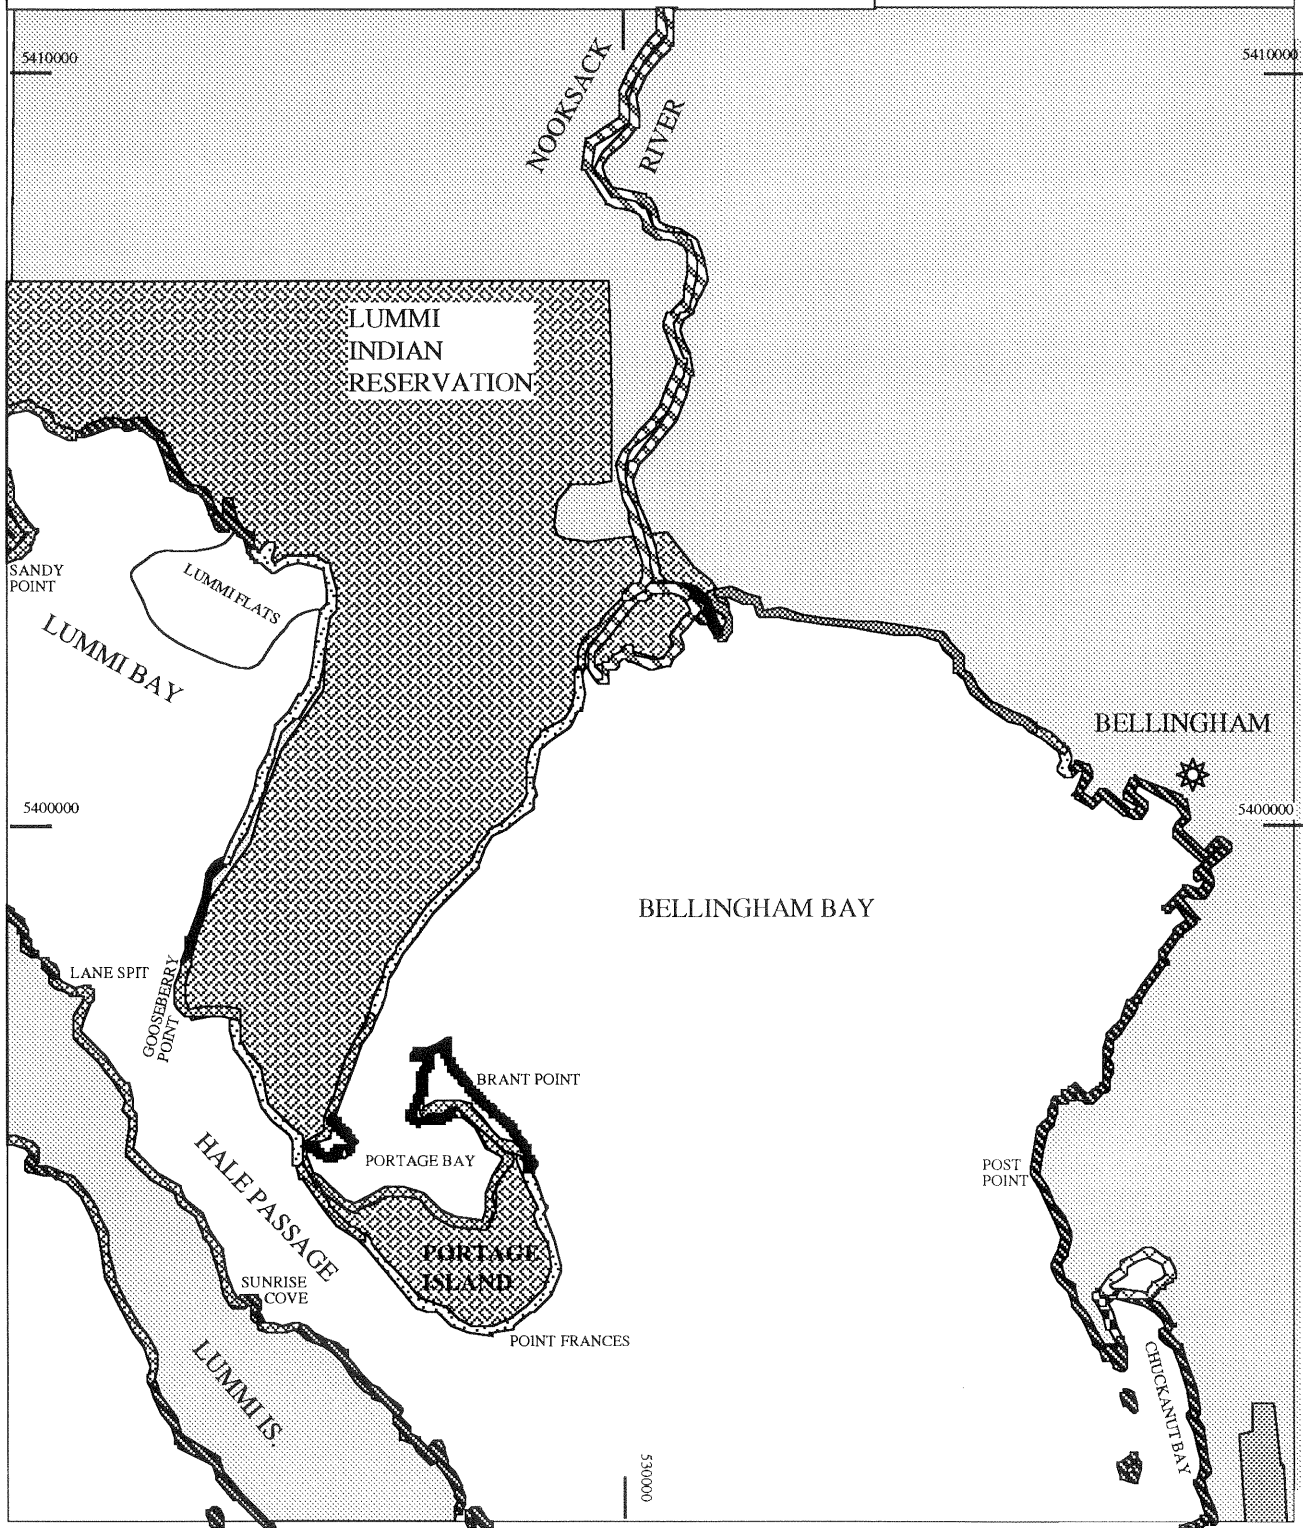 5410000
5410000
NOOKSACK
RIVER
LUMMI
INDIAN
RESERVATION
SANDY
POINT
LUMMI FLATS
LUMMI BAY
BELLINGHAM
5400000
5400000
BELLINGHAM BAY
LANE SPIT
GOOSEBERRY
POINT
BRANT POINT
PORTAGE BAY
HALE PASSAGE
POST
POINT
PORTAGE
ISLAND
SUNRISE
COVE
POINT FRANCES
LUMMI IS.
CHUCKANUT BAY
530000